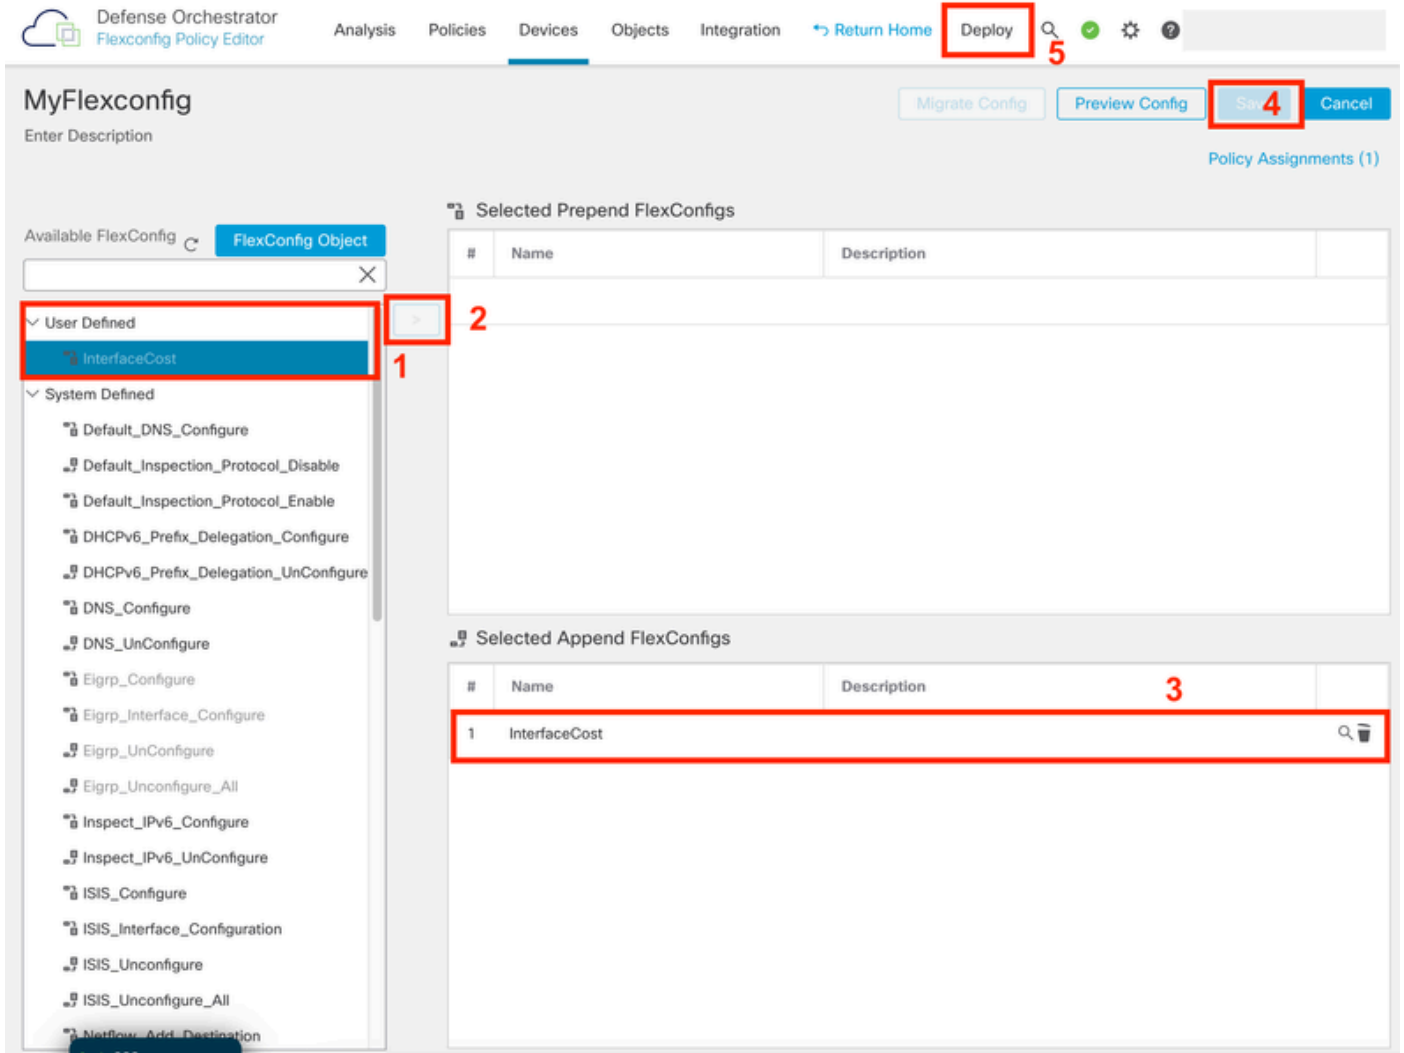 Defense Orchestrator
Flexconfig Policy Editor
Analysis Policies Devices Objects Integration Return Home Deploy
5
MyFlexconfig
Enter Description
Migrate Config Preview Config 4 Cancel
Policy Assignments (1)
Available FlexConfig FlexConfig Object
Selected Prepend FlexConfigs
# Name Description
> 2
1
User Defined
InterfaceCost
System Defined
Default_DNS_Configure
Default_Inspection_Protocol_Disable
Default_Inspection_Protocol_Enable
DHCPv6_Prefix_Delegation_Configure
DHCPv6_Prefix_Delegation_UnConfigure
DNS_Configure
DNS_UnConfigure
Eigrp_Configure
Eigrp_Interface_Configure
Eigrp_UnConfigure
Eigrp_Unconfigure_All
Inspect_IPv6_Configure
Inspect_IPv6_UnConfigure
ISIS_Configure
ISIS_Interface_Configuration
ISIS_Unconfigure
ISIS_Unconfigure_All
Netflow_Add_Destination
Selected Append FlexConfigs
# Name Description 3
1 InterfaceCost